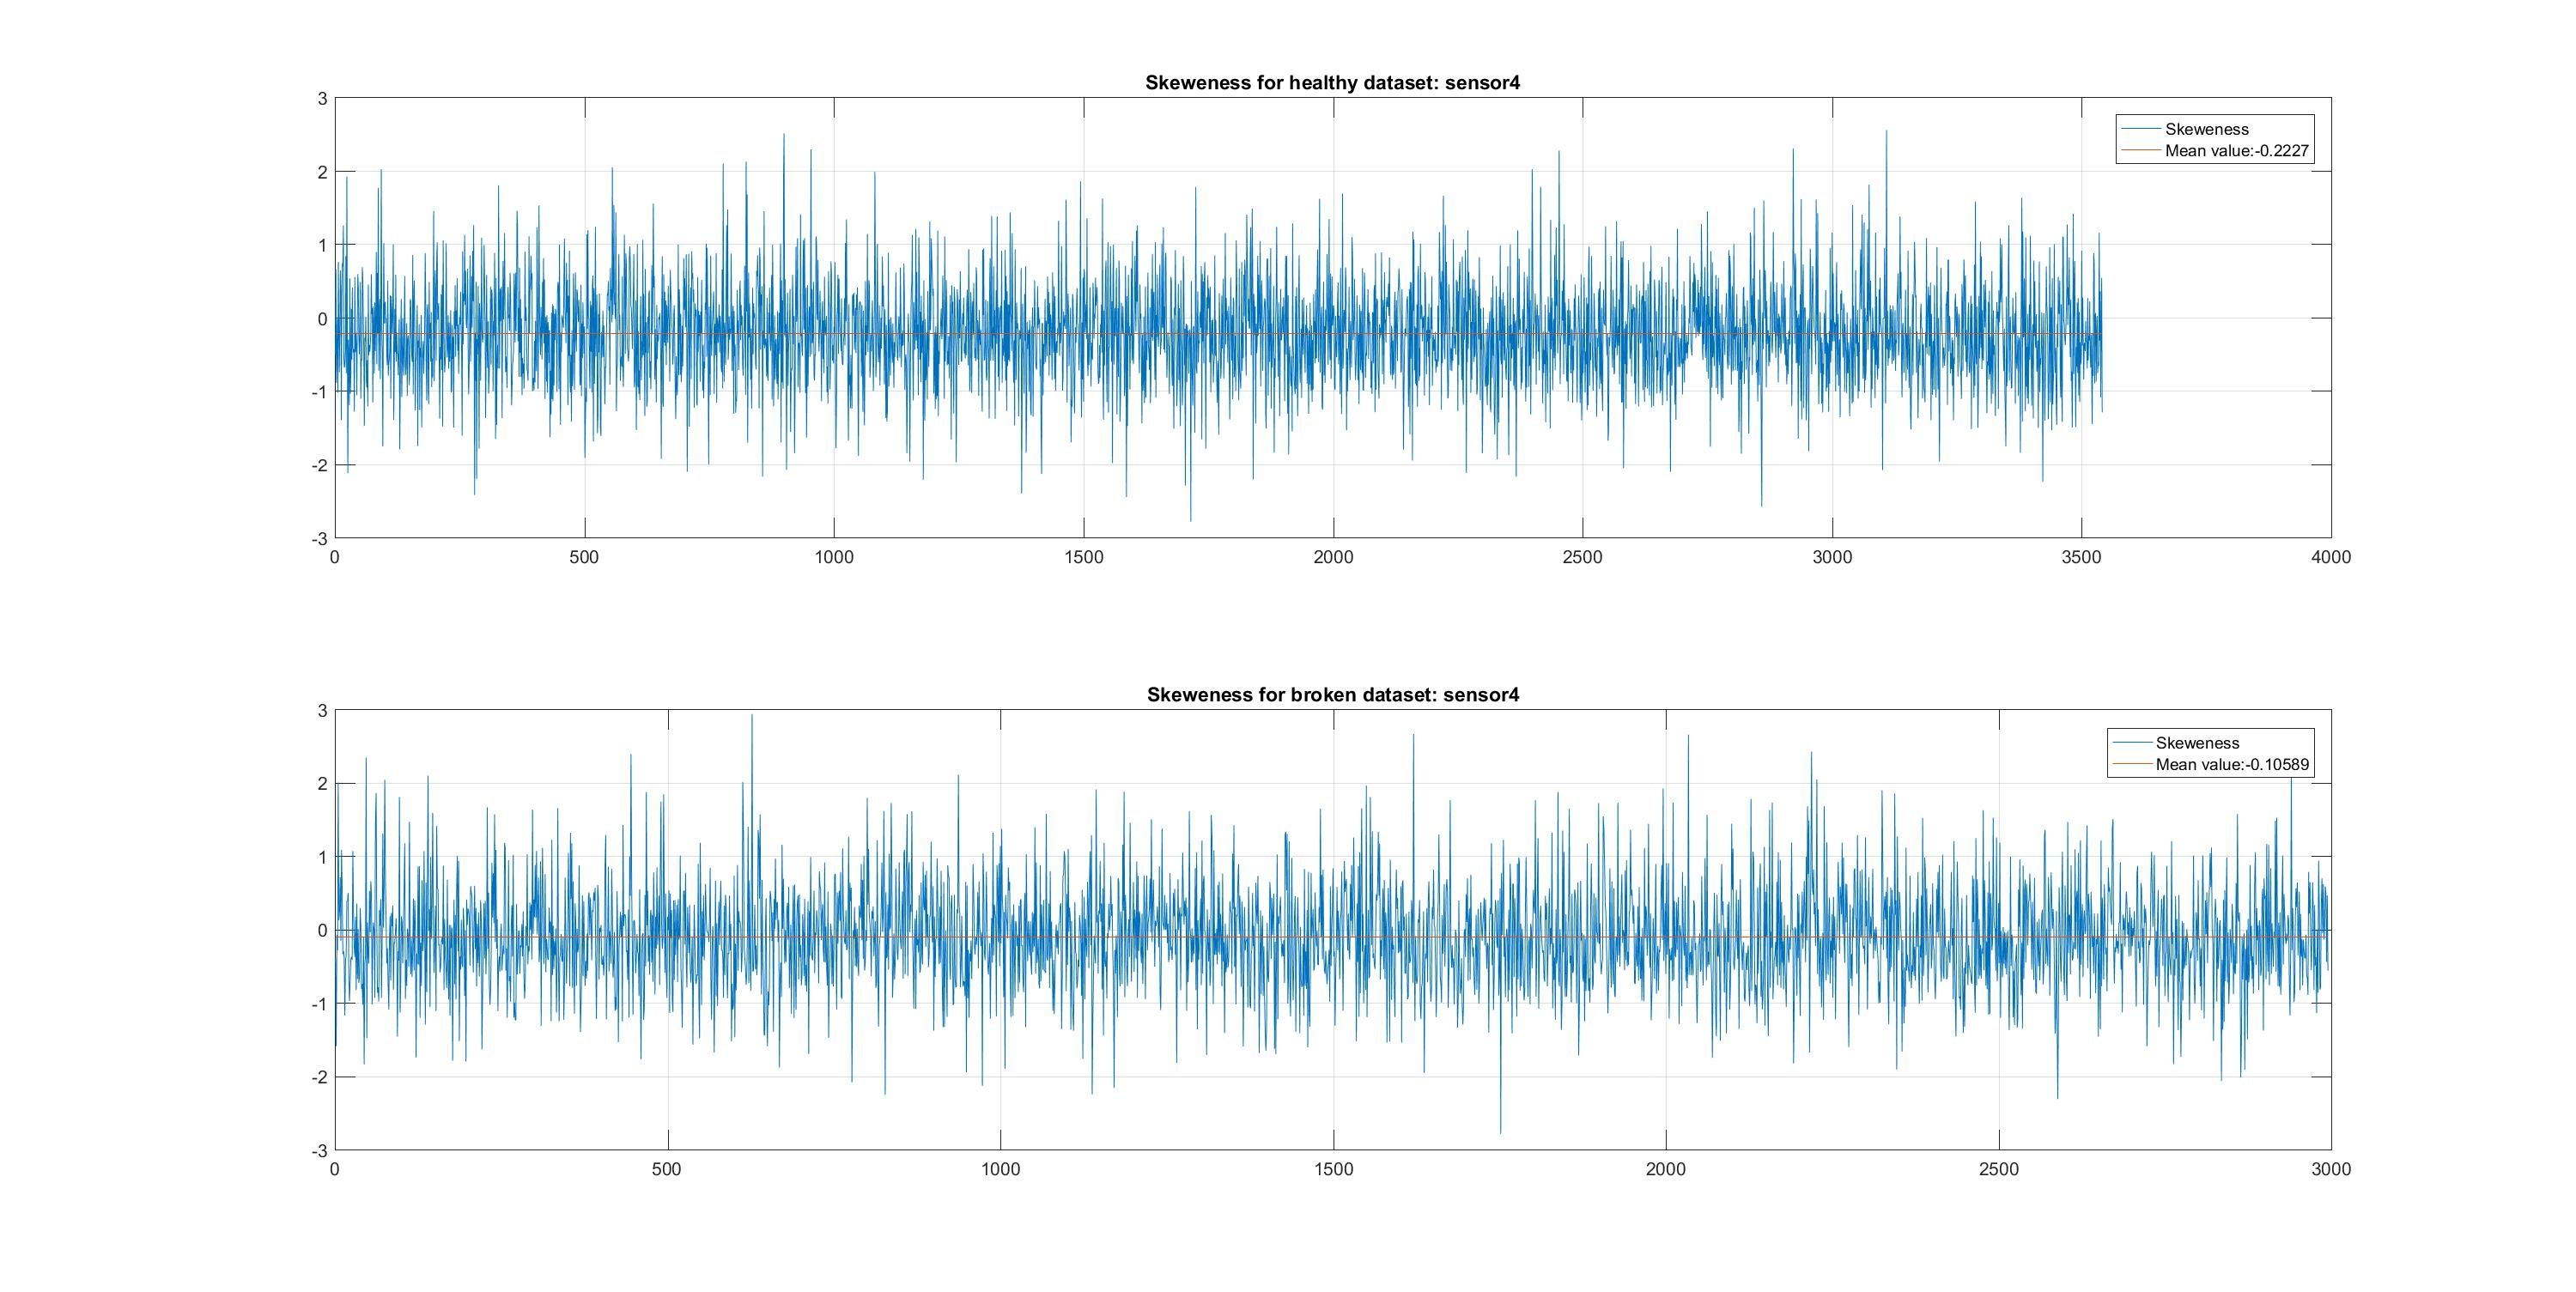 Skeweness for healthy dataset: sensor4
3
2
1
0
-1
-2
-3
Skeweness
Mean value:-0.2227
0 500 1000 1500 2000 2500 3000 3500 4000
Skeweness for broken dataset: sensor4
3
2
1
0
-1
-2
-3
Skeweness
Mean value:-0.10589
0 500 1000 1500 2000 2500 3000